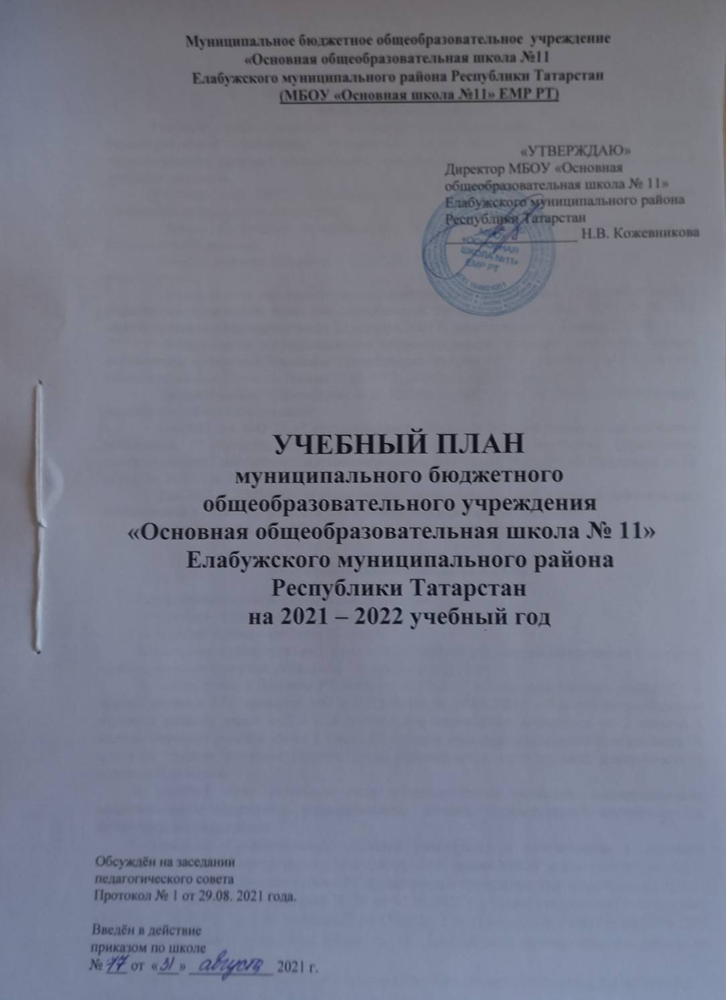 Муниципальное бюджетное общеобразовательное учреждение
«Основная общеобразовательная школа №11
Елабужского муниципального района Республики Татарстан
(МБОУ «Основная школа №11» ЕМР РТ)
«УТВЕРЖДАЮ»
Директор МБОУ «Основная
общеобразовательная школа № 11»
Елабужского муниципального района
Республики Татарстан
Н.В. Кожевникова
«ОСНОВНАЯ
ШКОЛА №11»
ЕМР РТ
УЧЕБНЫЙ ПЛАН
муниципального бюджетного
общеобразовательного учреждения
«Основная общеобразовательная школа № 11»
Елабужского муниципального района
Республики Татарстан
на 2021 – 2022 учебный год
Обсуждён на заседании
педагогического совета
Протокол № 1 от 29.08. 2021 года.
Введён в действие
приказом по школе
№ 77 от «31» августа 2021 г.